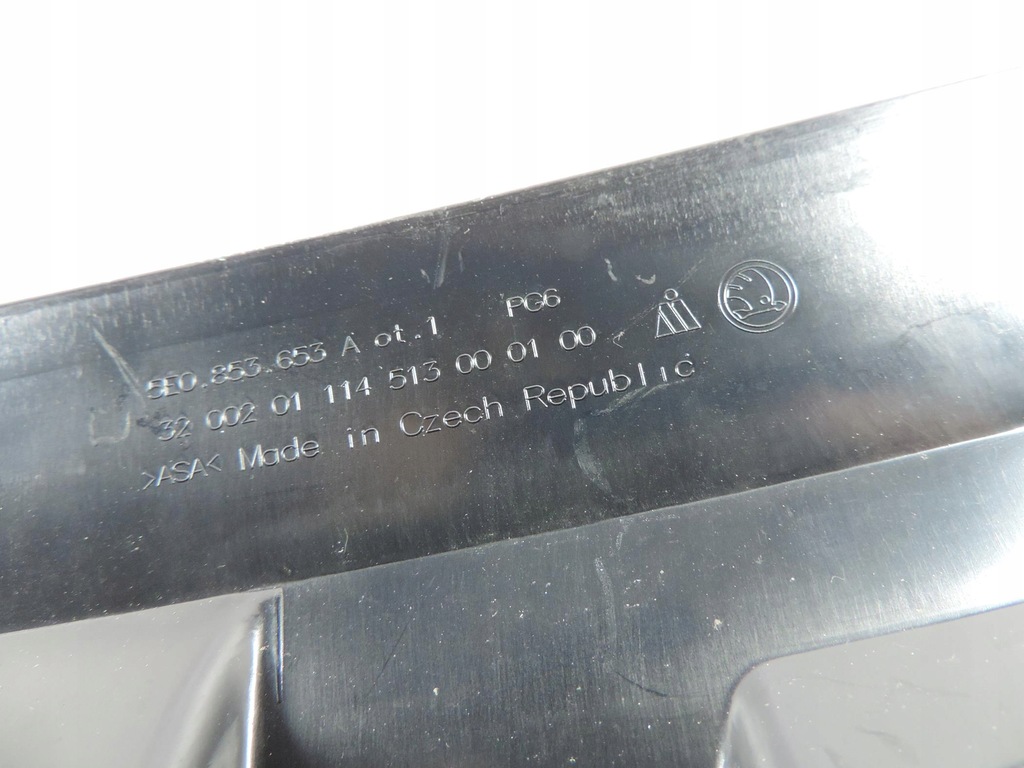 5E0.853.653 A ot.1 PG6
32 002 01 114 513 00 01 00
>ASA< Made in Czech Republic